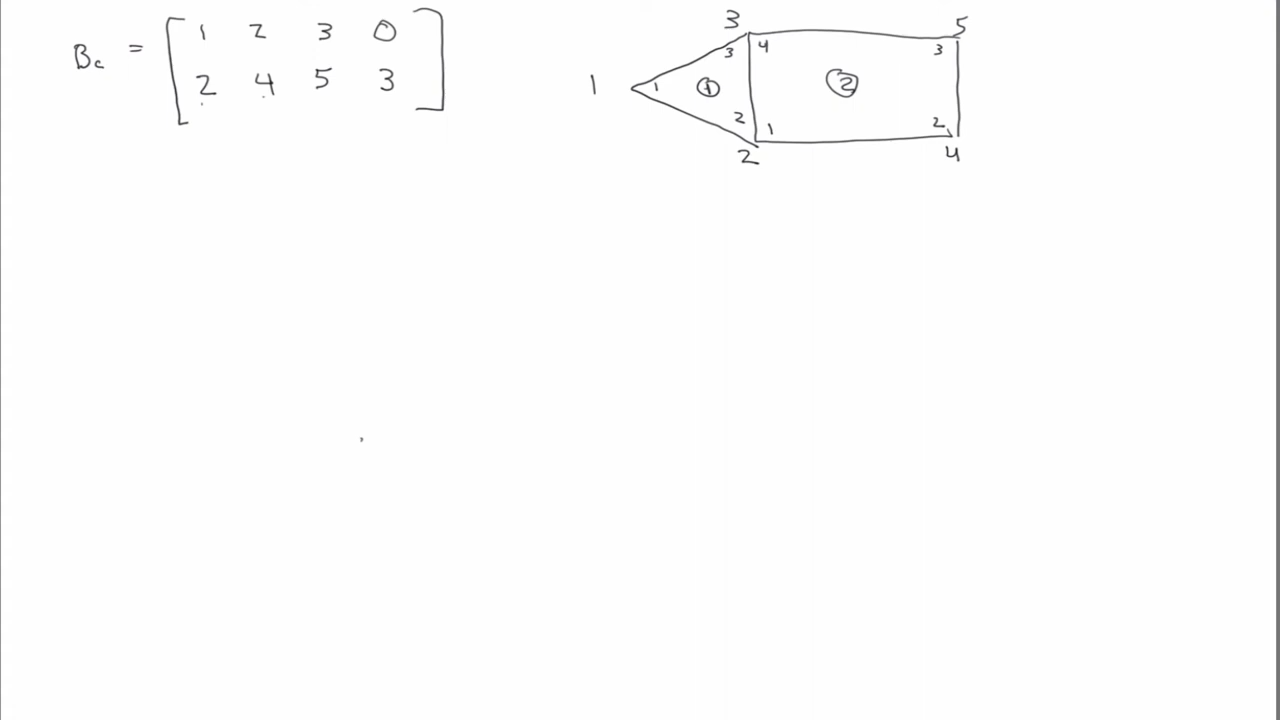 Bc = [ 1 2 3 0
2 4 5 3 ]
3 5
3 4 3
1 1 1 2
2 1 2
2 4